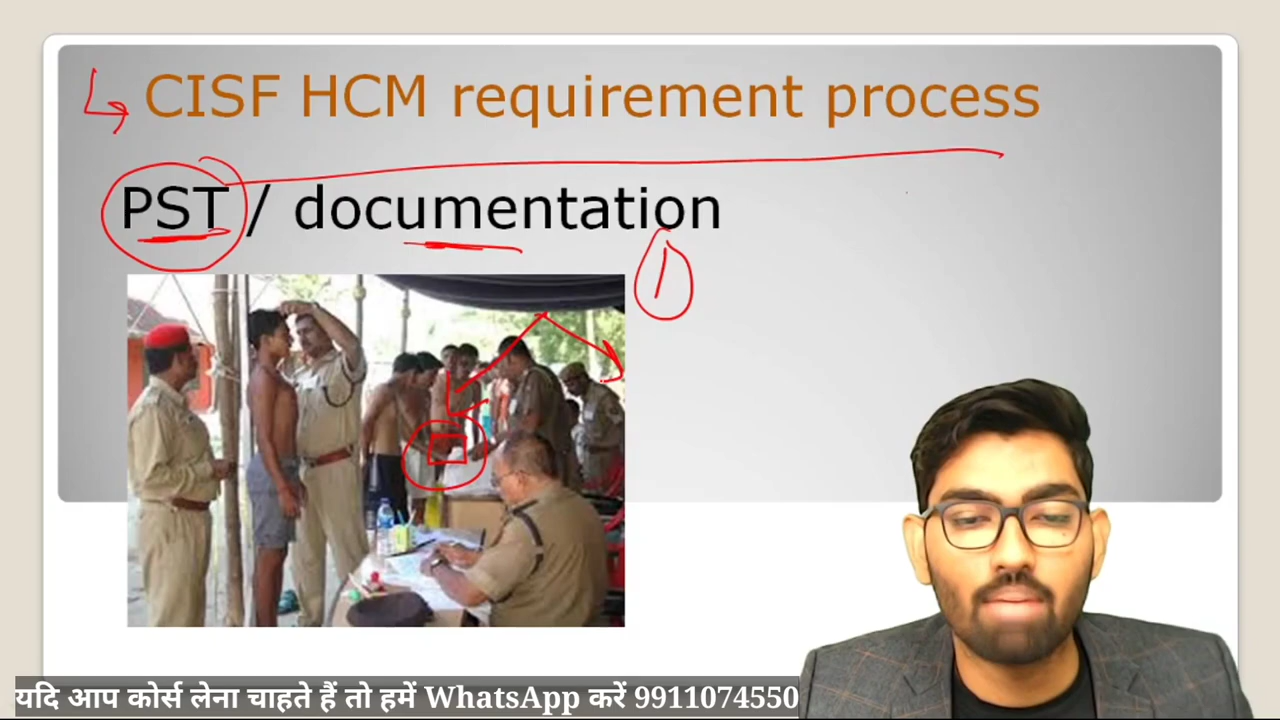 CISF HCM requirement process
PST / documentation
1
यदि आप कोर्स लेना चाहते हैं तो हमें WhatsApp करें 9911074550